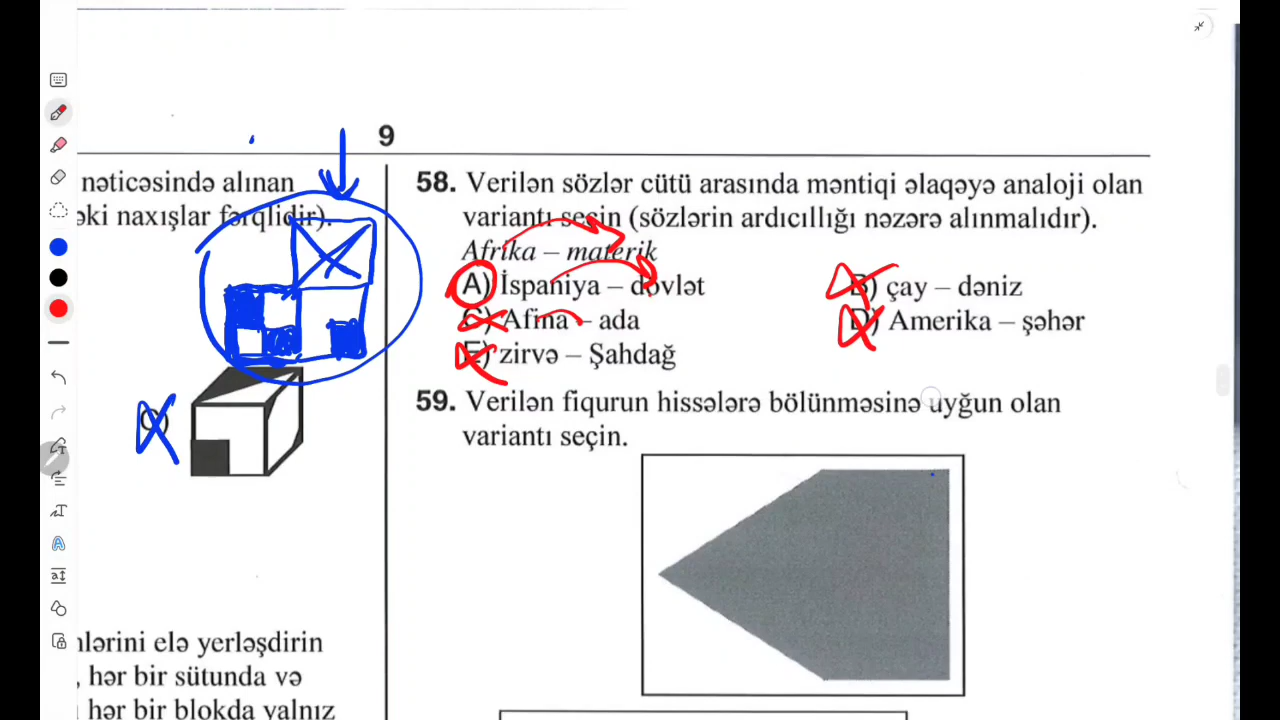 9
nəticəsində alınan
əki naxışlar fərqlidir).
C)
nlərini elə yerləşdirin
, hər bir sütunda və
hər bir blokda yalnız
58. Verilən sözlər cütü arasında məntiqi əlaqəyə analoji olan
variantı seçin (sözlərin ardıcıllığı nəzərə alınmalıdır).
Afrika – materik
A) İspaniya – dövlət B) çay – dəniz
C) Afina – ada D) Amerika – şəhər
E) zirvə – Şahdağ
59. Verilən fiqurun hissələrə bölünməsinə uyğun olan
variantı seçin.